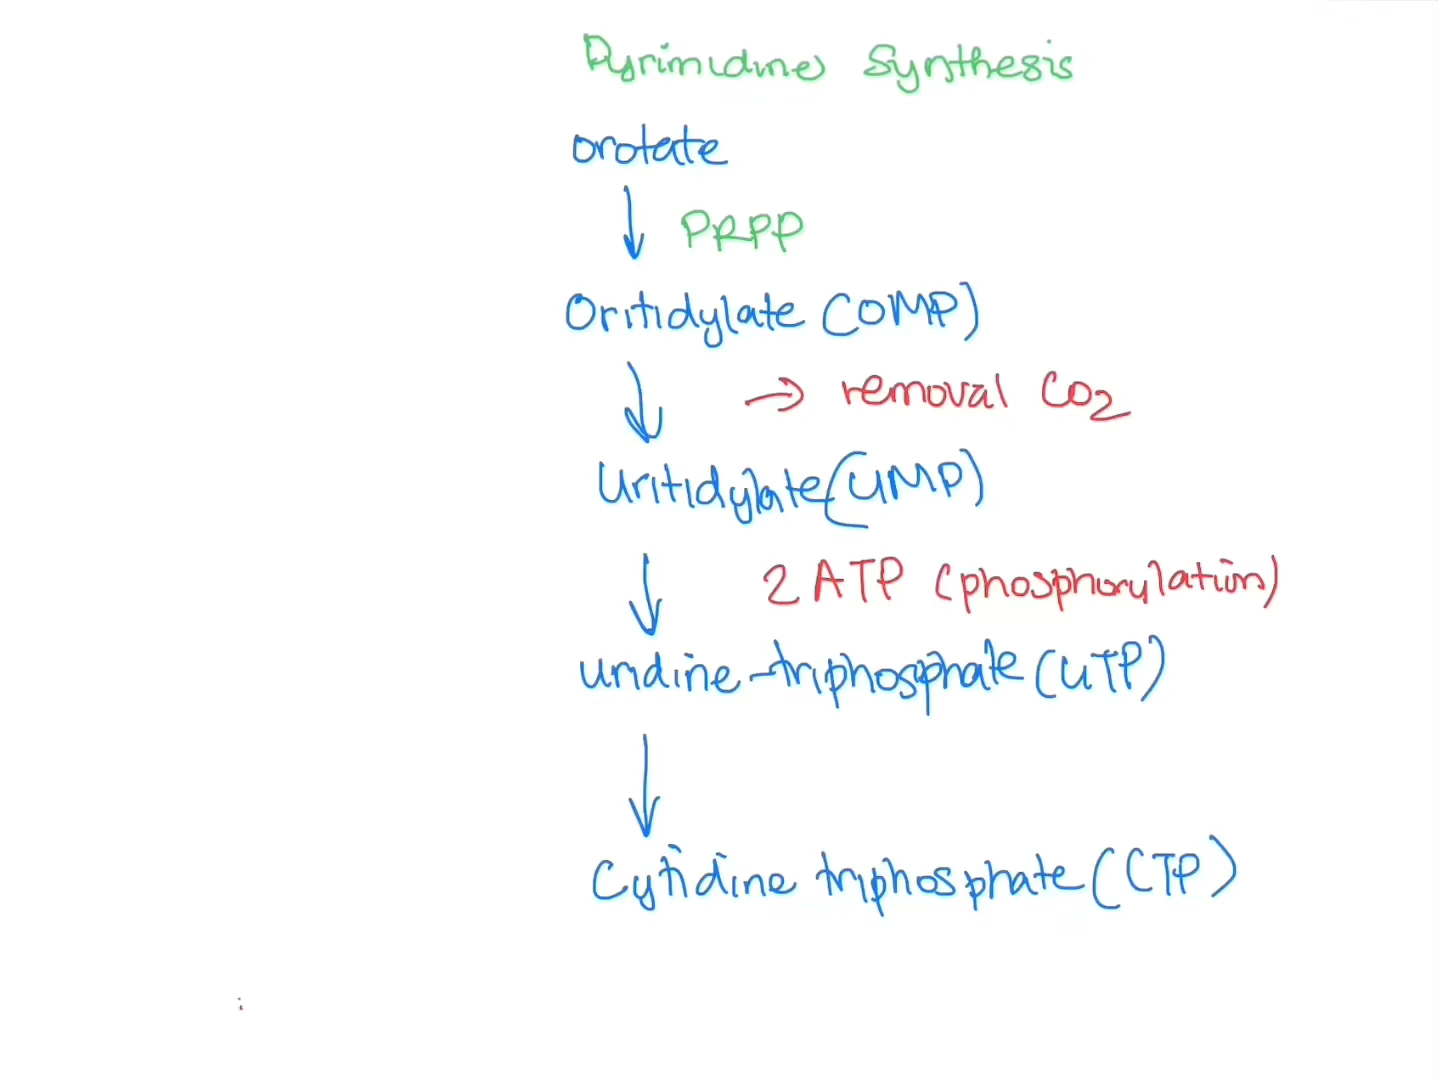 Pyrimidine Synthesis
orotate
PRPP
Oritidylate (OMP)
→ removal CO2
Uritidylate (UMP)
2 ATP (phosphorylation)
uridine-triphosphate (UTP)
Cytidine triphosphate (CTP)